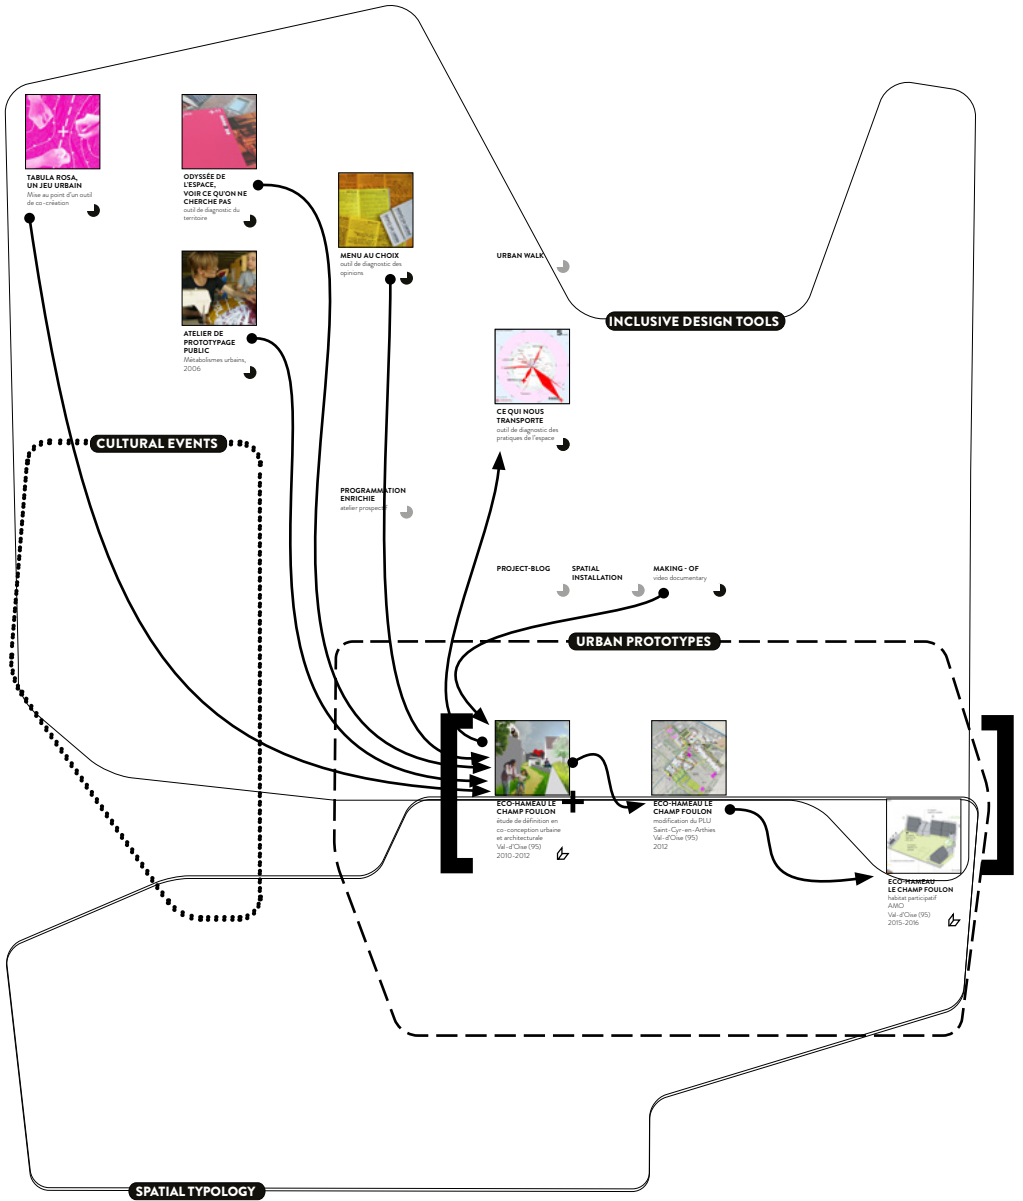 TABULA ROSA,
UN JEU URBAIN
Mise au point d'un outil
de co-création
ODYSSÉE DE
L'ESPACE,
VOIR CE QU'ON NE
CHERCHE PAS
outil de diagnostic du
territoire
MENU AU CHOIX
outil de diagnostic des
opinions
URBAN WALK
INCLUSIVE DESIGN TOOLS
ATELIER DE
PROTOTYPAGE
PUBLIC
Métabolismes urbains,
2006
CE QUI NOUS
TRANSPORTE
outil de diagnostic des
pratiques de l'espace
CULTURAL EVENTS
PROGRAMMATION
ENRICHIE
atelier prospectif
PROJECT-BLOG
SPATIAL
INSTALLATION
MAKING - OF
video documentary
URBAN PROTOTYPES
ECO-HAMEAU LE
CHAMP FOULON
étude de définition en
co-conception urbaine
et architecturale
Val-d'Oise (95)
2010-2012
ECO-HAMEAU LE
CHAMP FOULON
modification du PLU
Saint-Cyr-en-Arthies
Val-d'Oise (95)
2012
ECO-HAMEAU
LE CHAMP FOULON
habitat participatif
AMO
Val-d'Oise (95)
2015-2016
SPATIAL TYPOLOGY